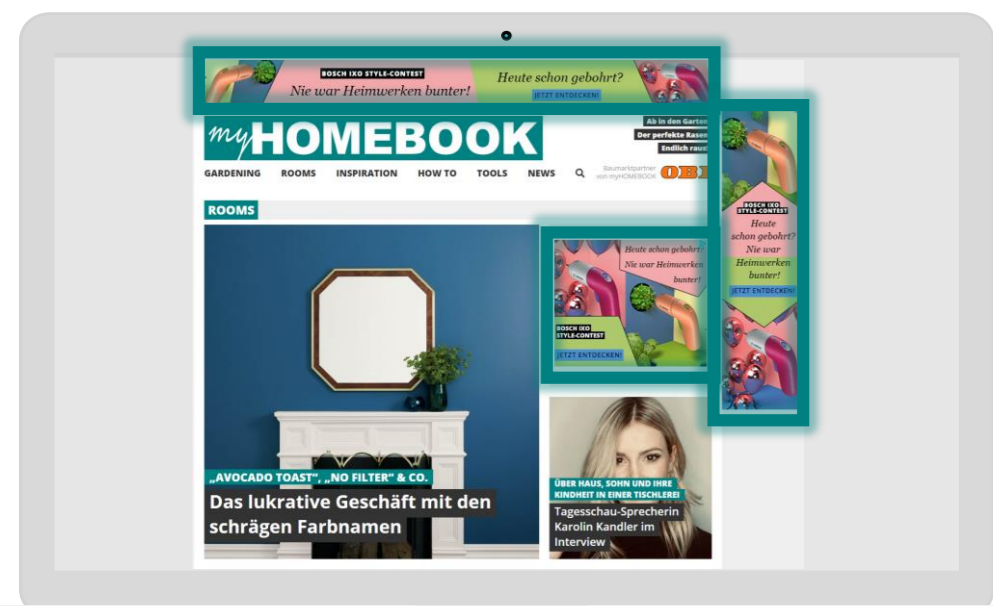 BOSCH IXO STYLE-CONTEST
Nie war Heimwerken bunter!
Heute schon gebohrt?
JETZT ENTDECKEN!
myHOMEBOOK
Ab in den Garten
Der perfekte Rasen
Endlich raus!
GARDENING ROOMS INSPIRATION HOW TO TOOLS NEWS
Baumarktpartner
von myHOMEBOOK
OBI
ROOMS
Heute schon gebohrt?
Nie war Heimwerken
bunter!
BOSCH IXO
STYLE-CONTEST
JETZT ENTDECKEN!
BOSCH IXO
STYLE-CONTEST
Heute
schon gebohrt?
Nie war
Heimwerken
bunter!
JETZT ENTDECKEN!
„AVOCADO TOAST“, „NO FILTER“ & CO.
Das lukrative Geschäft mit den
schrägen Farbnamen
ÜBER HAUS, SOHN UND IHRE
KINDHEIT IN EINER TISCHLEREI
Tagesschau-Sprecherin
Karolin Kandler im
Interview